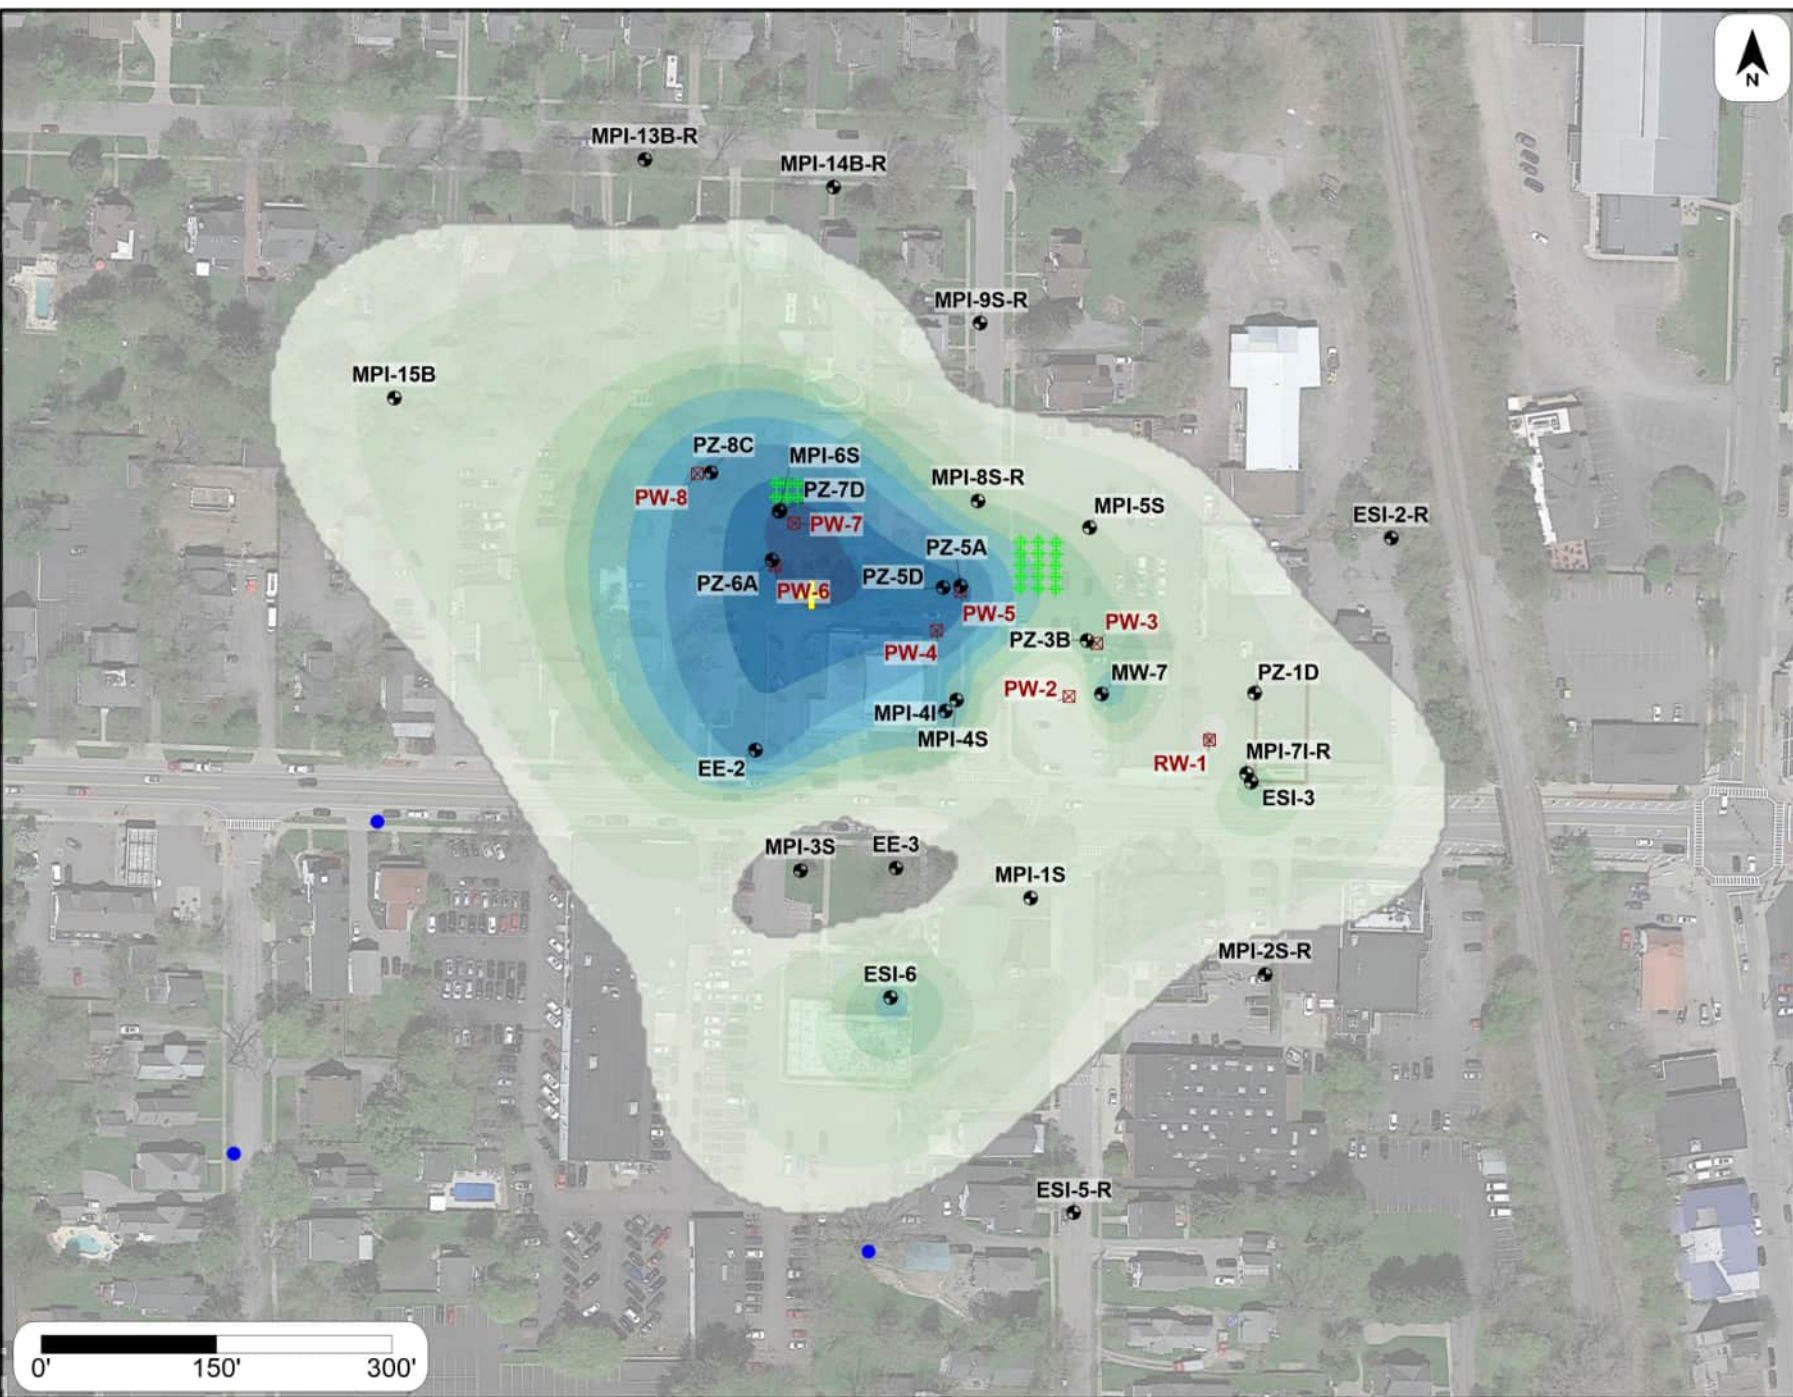 N
MPI-13B-R
MPI-14B-R
MPI-9S-R
MPI-15B
PZ-8C
MPI-6S
PW-8
PZ-7D
MPI-8S-R
MPI-5S
ESI-2-R
PW-7
PZ-5A
PZ-6A
PW-6
PZ-5D
PW-5
PW-3
PW-4
PZ-3B
PW-2
MW-7
PZ-1D
MPI-4I
MPI-4S
EE-2
RW-1
MPI-7I-R
ESI-3
MPI-3S
EE-3
MPI-1S
MPI-2S-R
ESI-6
ESI-5-R
0' 150' 300'